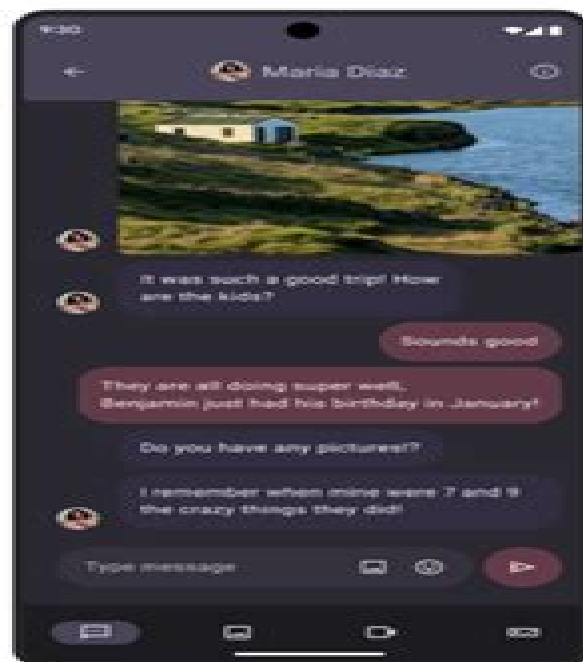 9:30
Maria Diaz
It was such a good trip! How
are the kids?
Sounds good
They are all doing super well,
Benjamin just had his birthday in January!
Do you have any pictures!?
I remember when mine were 7 and 9
the crazy things they did!
Type message